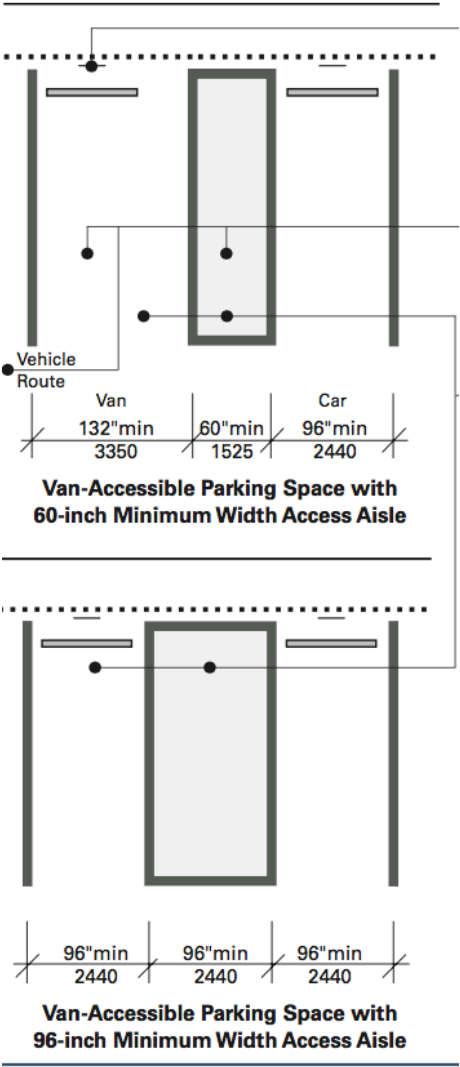 Vehicle
Route
Van
Car
132"min
60"min
96"min
3350
1525
2440
Van-Accessible Parking Space with
60-inch Minimum Width Access Aisle
96"min
96"min
96"min
2440
2440
2440
Van-Accessible Parking Space with
96-inch Minimum Width Access Aisle